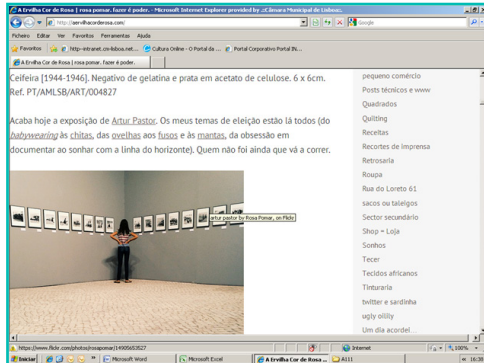 A Ervilha Cor de Rosa | rosa pomar. fazer é poder. - Microsoft Internet Explorer provided by .::Câmara Municipal de Lisboa::.
http://aervilhacorderosa.com/
Google
Ficheiro Editar Ver Favoritos Ferramentas Ajuda
Favoritos http--intranet.cm-lisboa.net... Cultura Online - O Portal da ... Portal Corporativo Portal IN...
A Ervilha Cor de Rosa | rosa pomar. fazer é poder.
Ceifeira [1944-1946]. Negativo de gelatina e prata em acetato de celulose. 6 x 6cm.
Ref. PT/AMLSB/ART/004827
Acaba hoje a exposição de Artur Pastor. Os meus temas de eleição estão lá todos (do
babywearing às chitas, das ovelhas aos fusos e às mantas, da obsessão em
documentar ao sonhar com a linha do horizonte). Quem não foi ainda que vá a correr.
artur pastor by Rosa Pomar, on Flickr
pequeno comércio
Posts técnicos e www
Quadrados
Quilting
Receitas
Recortes de imprensa
Retrosaria
Roupa
Rua do Loreto 61
sacos ou taleigos
Sector secundário
Shop = Loja
Sonhos
Tecer
Tecidos africanos
Tinturaria
twitter e sardinha
ugly oilily
Um dia acordei...
https://www.flickr.com/photos/rosapomar/14905653527
Internet
100%
Iniciar
Microsoft Word
Microsoft Excel
A Ervilha Cor de Rosa ...
A111
16:38